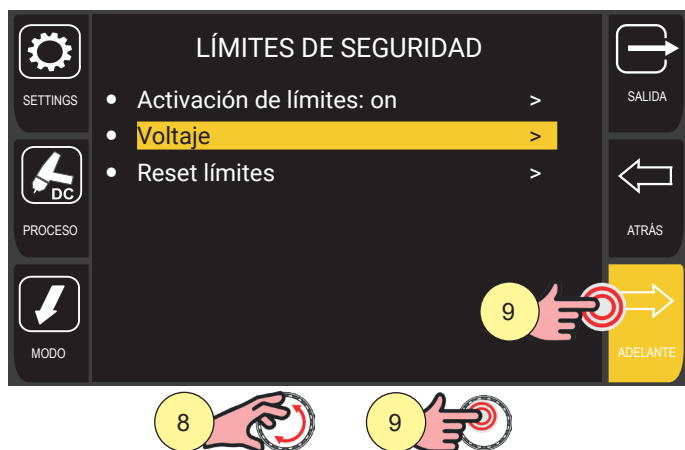 LÍMITES DE SEGURIDAD
SETTINGS
• Activación de límites: on >
• Voltaje >
• Reset límites >
DC
PROCESO
MODO
SALIDA
ATRÁS
9
ADELANTE
8
9